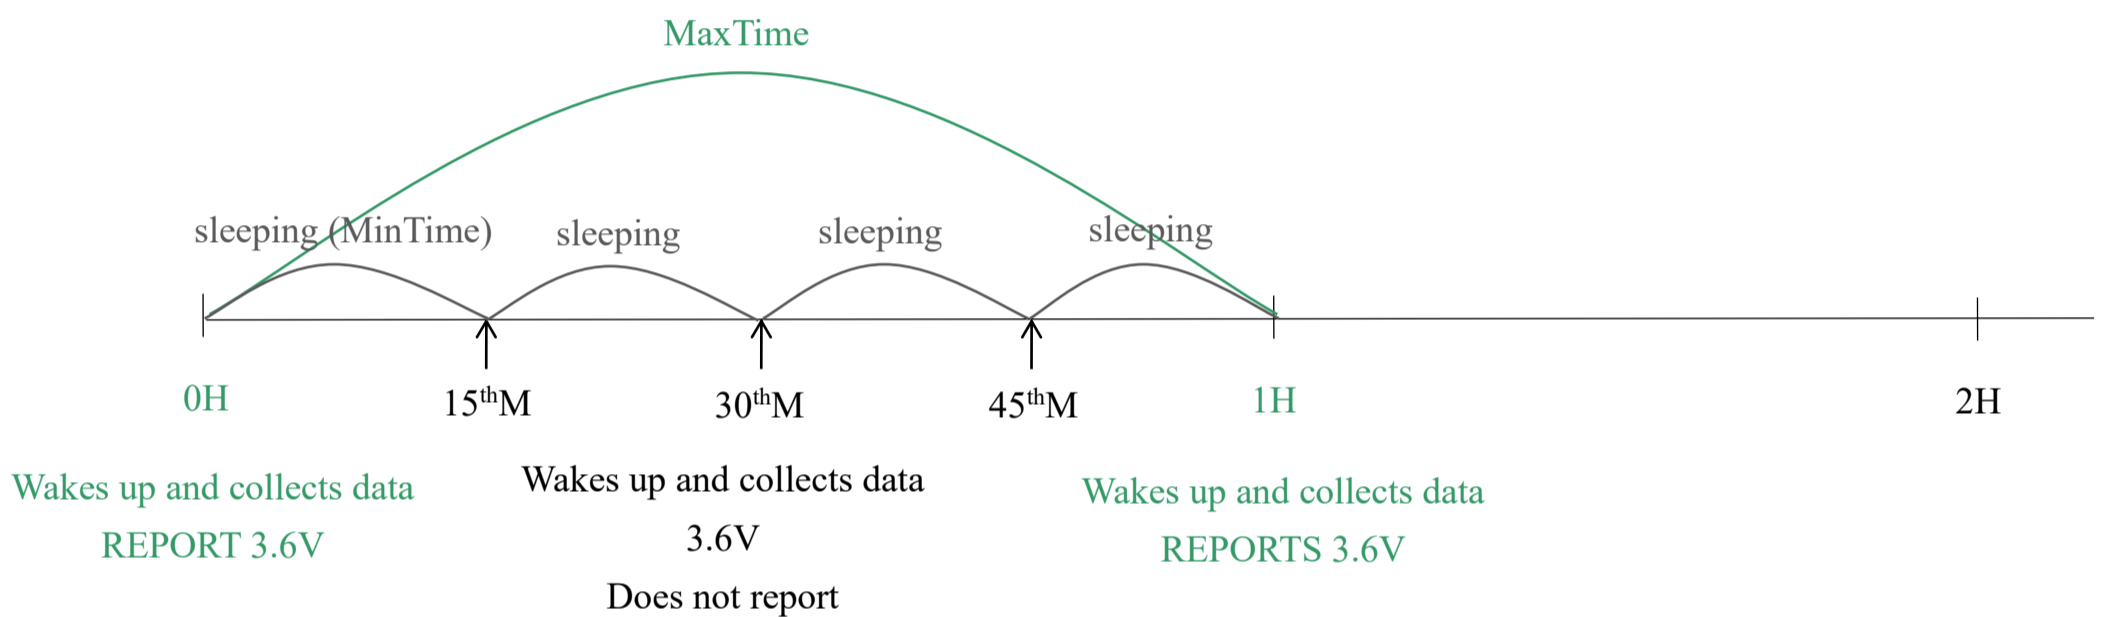 MaxTime
sleeping (MinTime)
sleeping
sleeping
sleeping
0H
15thM
30thM
45thM
1H
2H
Wakes up and collects data
REPORT 3.6V
Wakes up and collects data
3.6V
Does not report
Wakes up and collects data
REPORTS 3.6V